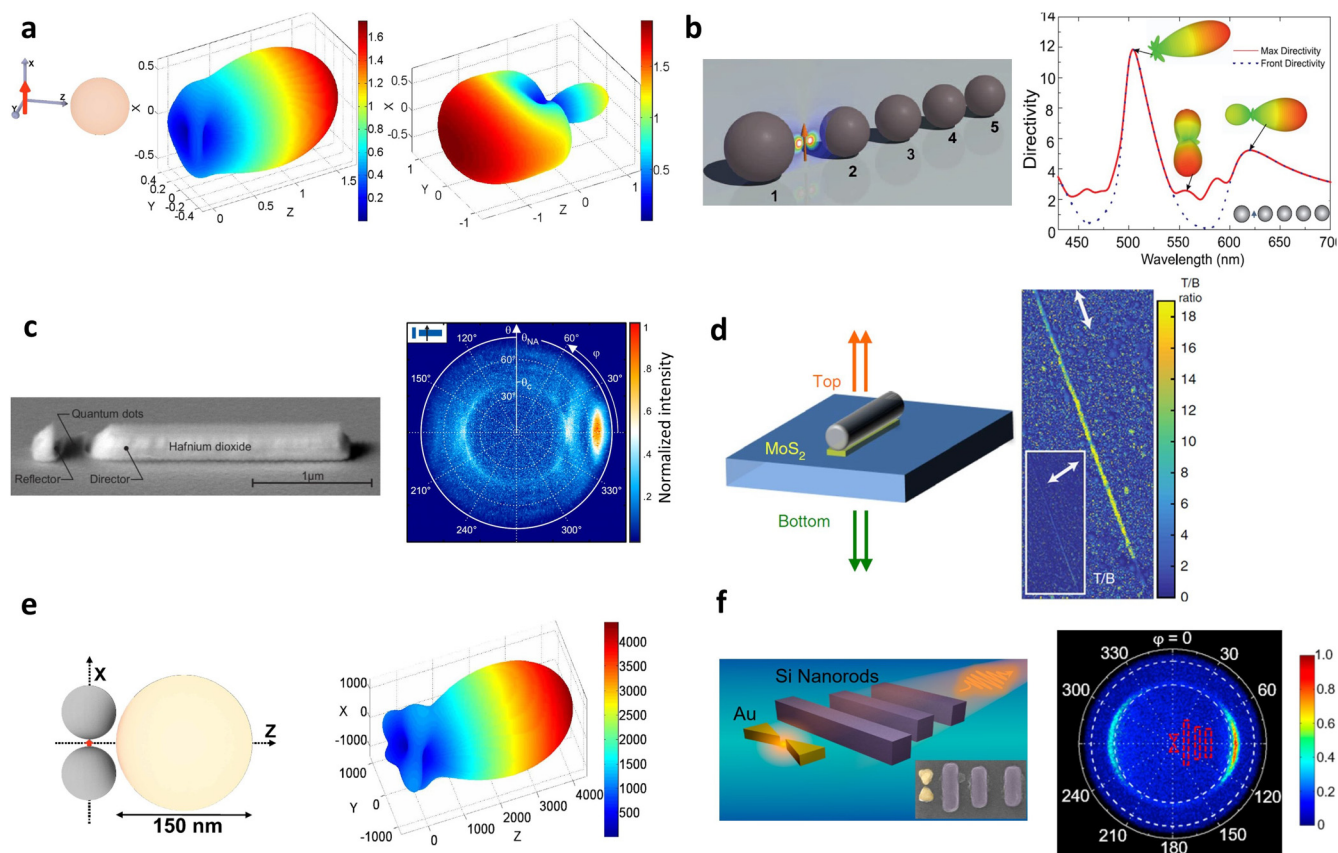 a
X
Y
Z
0.5
0
-0.5
X
0.4
0.2
0
-0.2
-0.4
Y
0
0.5
1
1.5
Z
1.6
1.4
1.2
1
0.8
0.6
0.4
0.2
0.5
0
-0.5
X
1
0
-1
Y
-1
0
1
Z
1.5
1
0.5
b
1
2
3
4
5
14
12
10
8
6
4
2
0
Directivity
Max Directivity
Front Directivity
450
500
550
600
650
700
Wavelength (nm)
c
Quantum dots
Hafnium dioxide
Reflector
Director
1µm
θ
θNA
θc
φ
120°
60°
60°
150°
30°
30°
0°
210°
330°
240°
300°
1
.8
.6
.4
.2
Normalized intensity
d
Top
MoS2
Bottom
T/B
ratio
18
16
14
12
10
8
6
4
2
0
T/B
e
X
Z
150 nm
1000
0
-1000
X
1000
0
-1000
Y
0
1000
2000
3000
4000
Z
4000
3500
3000
2500
2000
1500
1000
500
f
Si Nanorods
Au
φ = 0
330
30
300
60
240
120
210
150
180
1.0
0.8
0.6
0.4
0.2
0